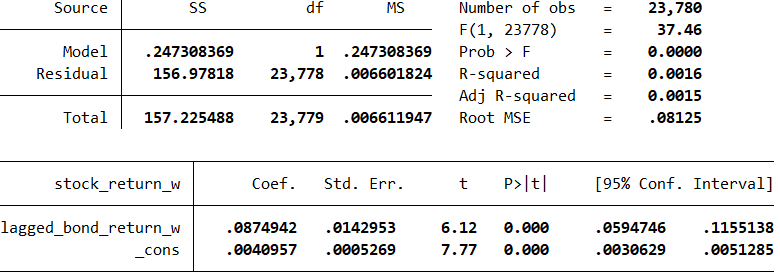 Source SS df MS Number of obs = 23,780
F(1, 23778) = 37.46
Model .247308369 1 .247308369 Prob > F = 0.0000
Residual 156.97818 23,778 .006601824 R-squared = 0.0016
Adj R-squared = 0.0015
Total 157.225488 23,779 .006611947 Root MSE = .08125
stock_return_w Coef. Std. Err. t P>|t| [95% Conf. Interval]
lagged_bond_return_w .0874942 .0142953 6.12 0.000 .0594746 .1155138
_cons .0040957 .0005269 7.77 0.000 .0030629 .0051285